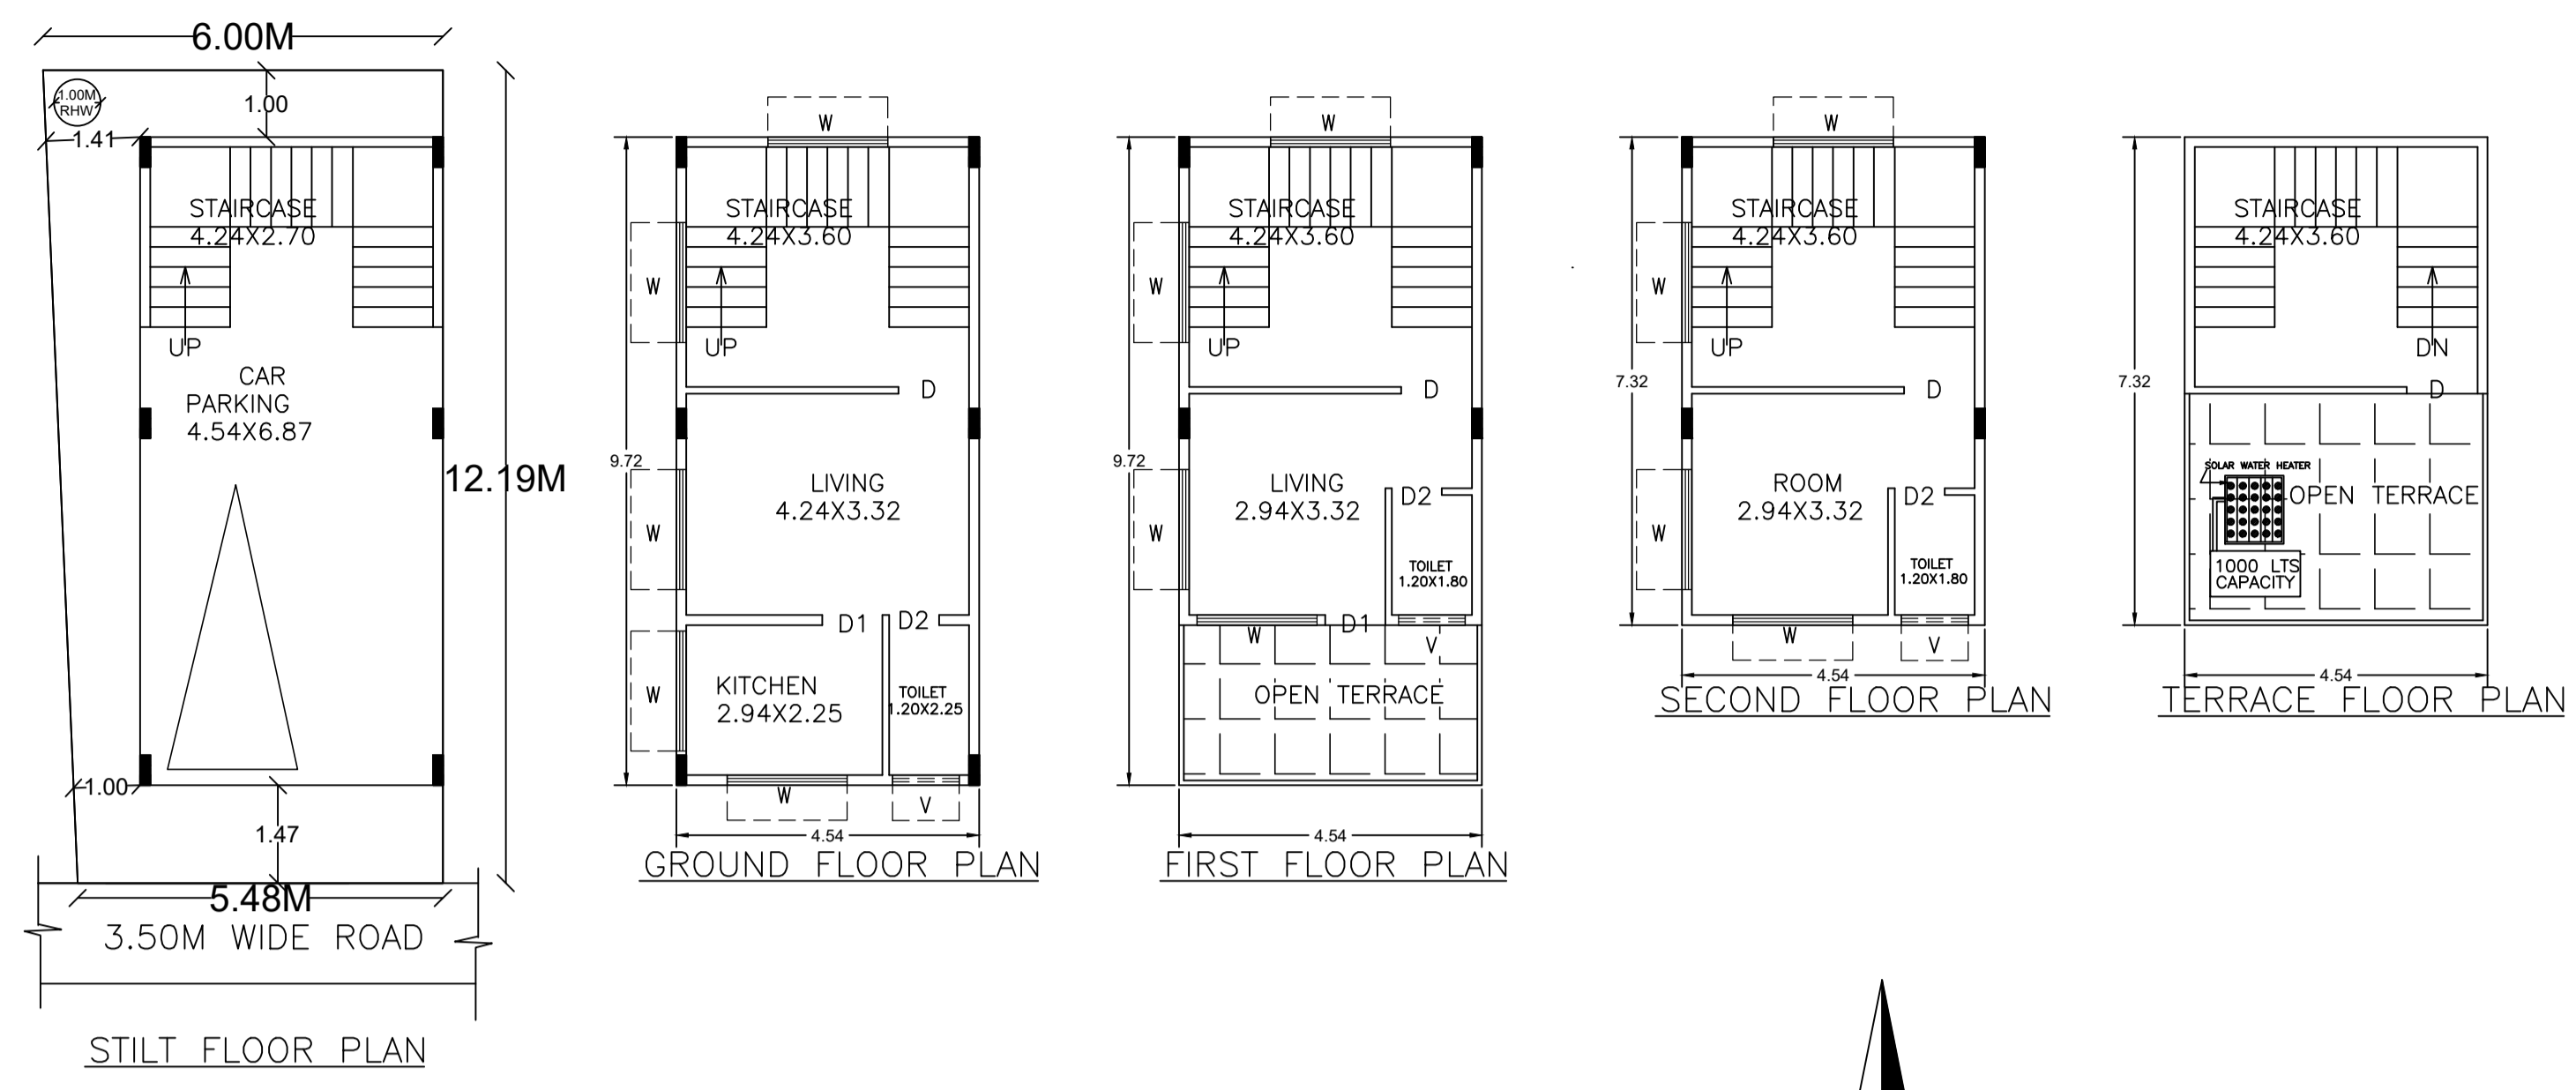 6.00M
1.00M
RHW
1.00
1.41
STAIRCASE
4.24X2.70
UP
CAR
PARKING
4.54X6.87
12.19M
1.00
1.47
5.48M
3.50M WIDE ROAD
STILT FLOOR PLAN
W
STAIRCASE
4.24X3.60
W
UP
D
9.72
LIVING
4.24X3.32
W
D1
D2
W
KITCHEN
2.94X2.25
TOILET
1.20X2.25
W
V
4.54
GROUND FLOOR PLAN
W
STAIRCASE
4.24X3.60
W
UP
D
9.72
LIVING
2.94X3.32
D2
W
TOILET
1.20X1.80
W
D1
V
OPEN TERRACE
4.54
FIRST FLOOR PLAN
W
STAIRCASE
4.24X3.60
W
UP
7.32
D
ROOM
2.94X3.32
D2
W
TOILET
1.20X1.80
W
V
4.54
SECOND FLOOR PLAN
STAIRCASE
4.24X3.60
DN
7.32
D
SOLAR WATER HEATER
OPEN TERRACE
1000 LTS
CAPACITY
4.54
TERRACE FLOOR PLAN